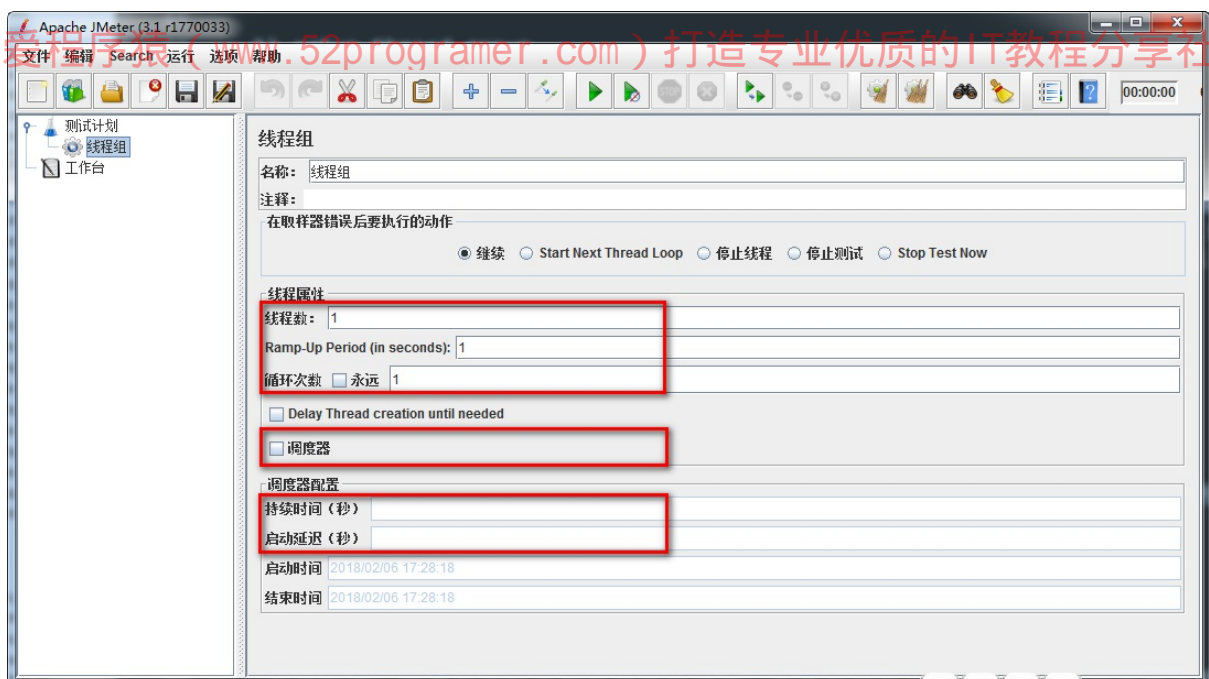 Apache JMeter (3.1 r1770033)
爱程序猿（www.52programer.com）打造专业优质的IT教程分享社
文件 编辑 Search 运行 选项 帮助
00:00:00
测试计划
线程组
工作台
线程组
名称： 线程组
注释：
在取样器错误后要执行的动作
继续 Start Next Thread Loop 停止线程 停止测试 Stop Test Now
线程属性
线程数： 1
Ramp-Up Period (in seconds): 1
循环次数 永远 1
Delay Thread creation until needed
调度器
调度器配置
持续时间（秒）
启动延迟（秒）
启动时间 2018/02/06 17:28:18
结束时间 2018/02/06 17:28:18